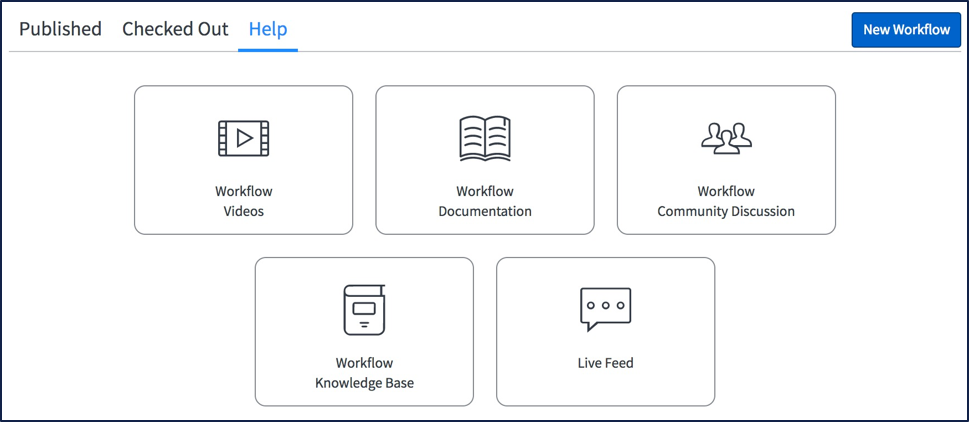 Published Checked Out Help New Workflow
Workflow
Videos
Workflow
Documentation
Workflow
Community Discussion
Workflow
Knowledge Base
Live Feed